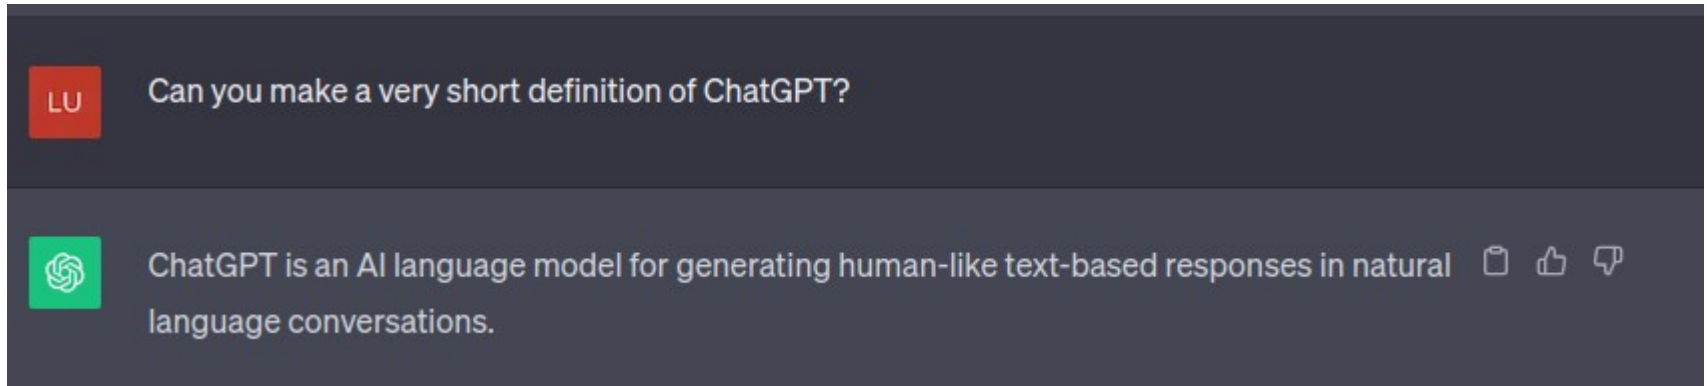 LU
Can you make a very short definition of ChatGPT?
ChatGPT is an AI language model for generating human-like text-based responses in natural
language conversations.